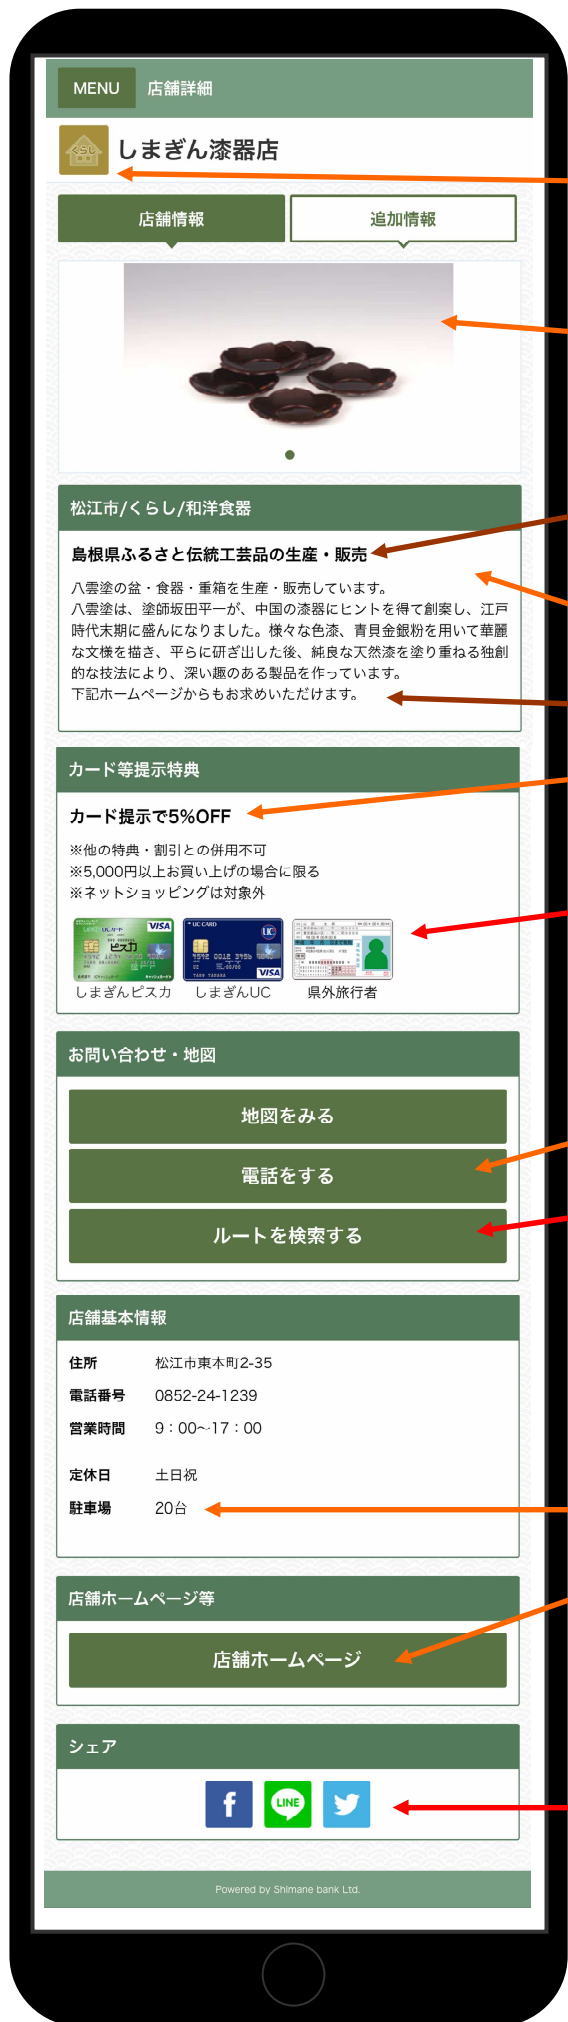 MENU 店舗詳細
くらし
しまぎん漆器店
店舗情報 追加情報
松江市/くらし/和洋食器
島根県ふるさと伝統工芸品の生産・販売
八雲塗の盆・食器・重箱を生産・販売しています。
八雲塗は、塗師坂田平一が、中国の漆器にヒントを得て創案し、江戸
時代末期に盛んになりました。様々な色漆、青貝金銀粉を用いて華麗
な文様を描き、平らに研ぎ出した後、純良な天然漆を塗り重ねる独創
的な技法により、深い趣のある製品を作っています。
下記ホームページからもお求めいただけます。
カード等提示特典
カード提示で5%OFF
※他の特典・割引との併用不可
※5,000円以上お買い上げの場合に限る
※ネットショッピングは対象外
VISA
ピスカ
UC CARD
UC
VISA
しまぎんピスカ しまぎんUC 県外旅行者
お問い合わせ・地図
地図をみる
電話をする
ルートを検索する
店舗基本情報
住所 松江市東本町2-35
電話番号 0852-24-1239
営業時間 9：00〜17：00
定休日 土日祝
駐車場 20台
店舗ホームページ等
店舗ホームページ
シェア
f LINE
Powered by Shimane bank Ltd.